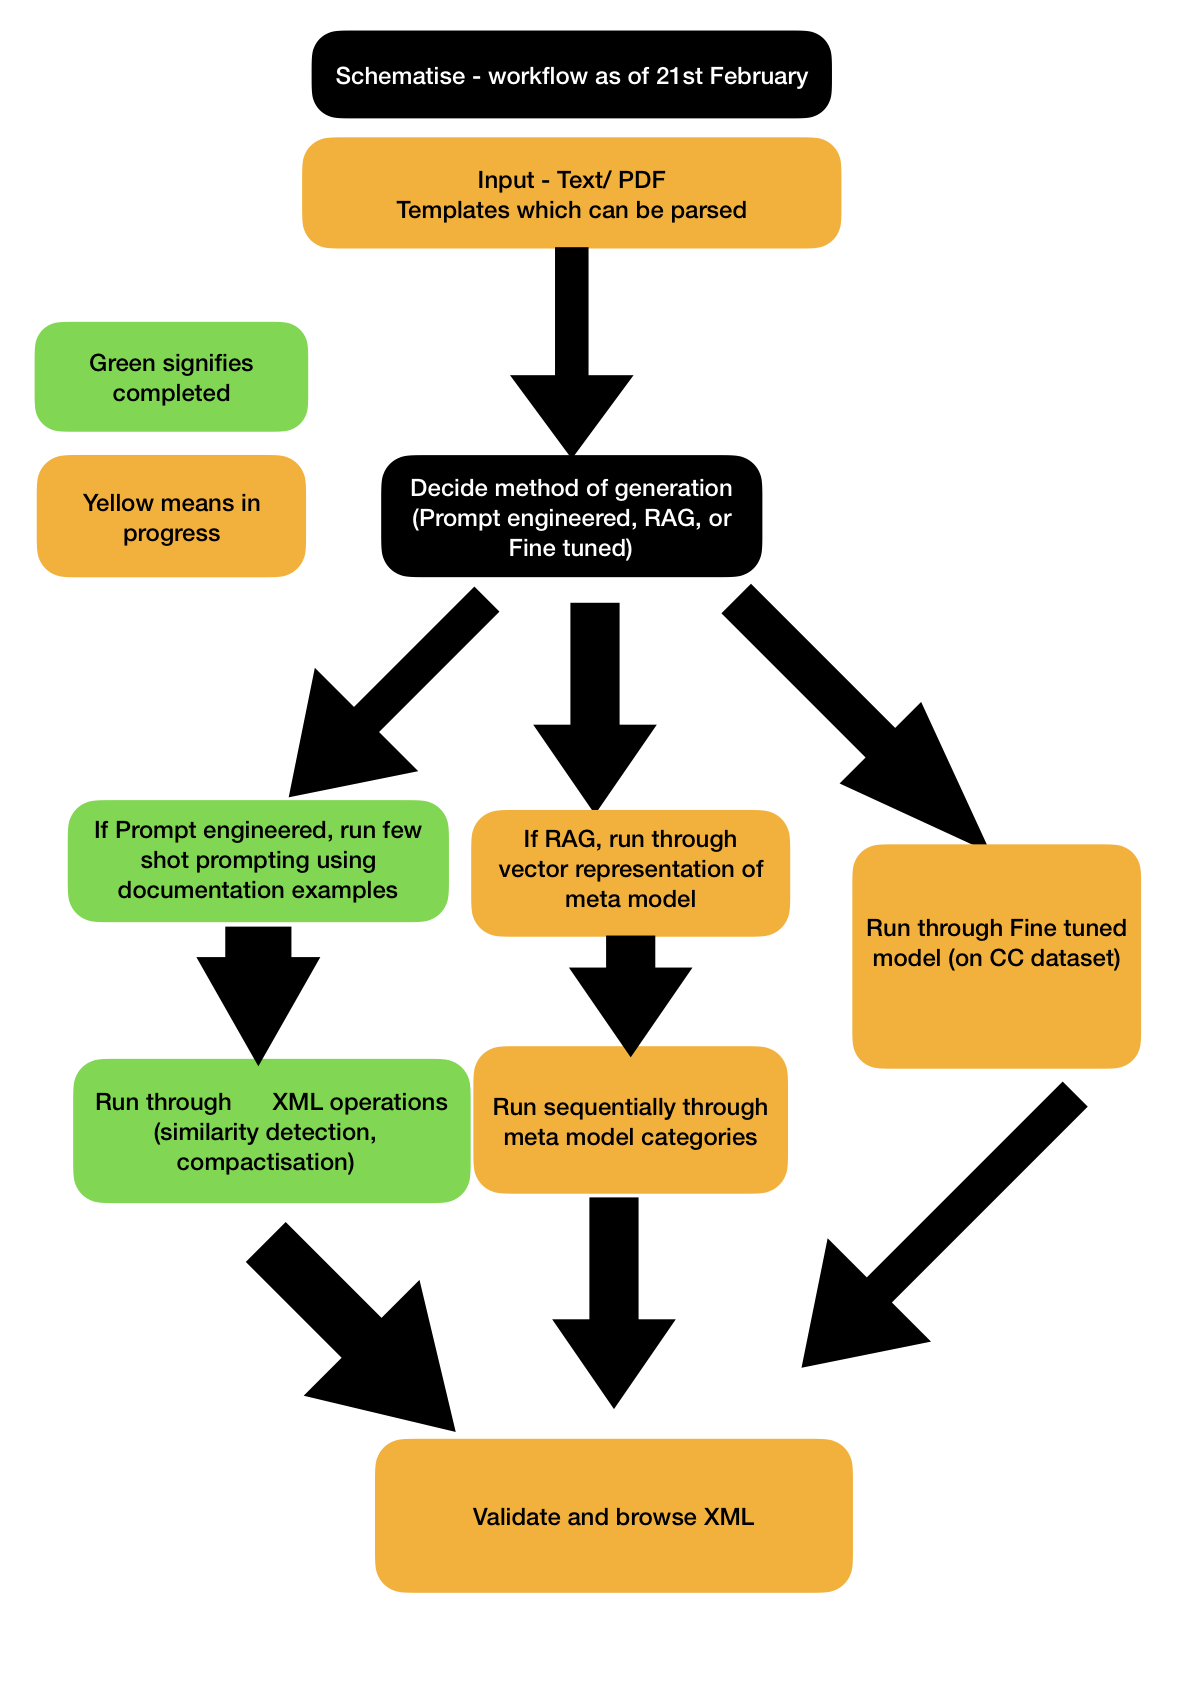 Schematise - workflow as of 21st February
Input - Text/ PDF
Templates which can be parsed
Green signifies
completed
Yellow means in
progress
Decide method of generation
(Prompt engineered, RAG, or
Fine tuned)
If Prompt engineered, run few
shot prompting using
documentation examples
If RAG, run through
vector representation of
meta model
Run through Fine tuned
model (on CC dataset)
Run through XML operations
(similarity detection,
compactisation)
Run sequentially through
meta model categories
Validate and browse XML